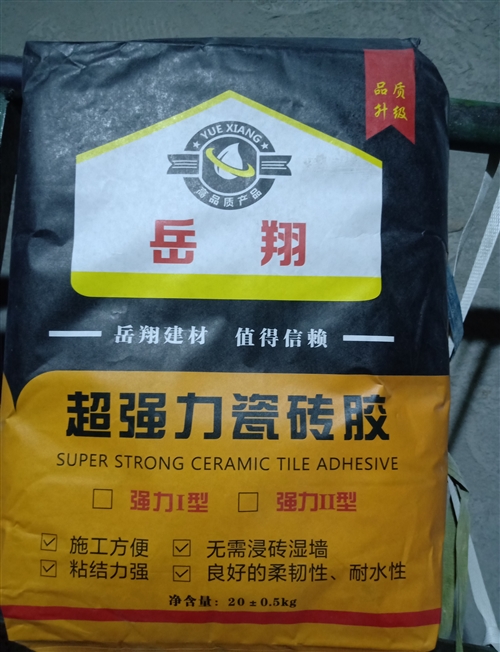 品质
升级
YUE XIANG
高品质产品
岳翔
岳翔建材 值得信赖
超强力瓷砖胶
SUPER STRONG CERAMIC TILE ADHESIVE
强力I型 强力II型
施工方便 无需浸砖湿墙
粘结力强 良好的柔韧性、耐水性
净含量：20±0.5kg